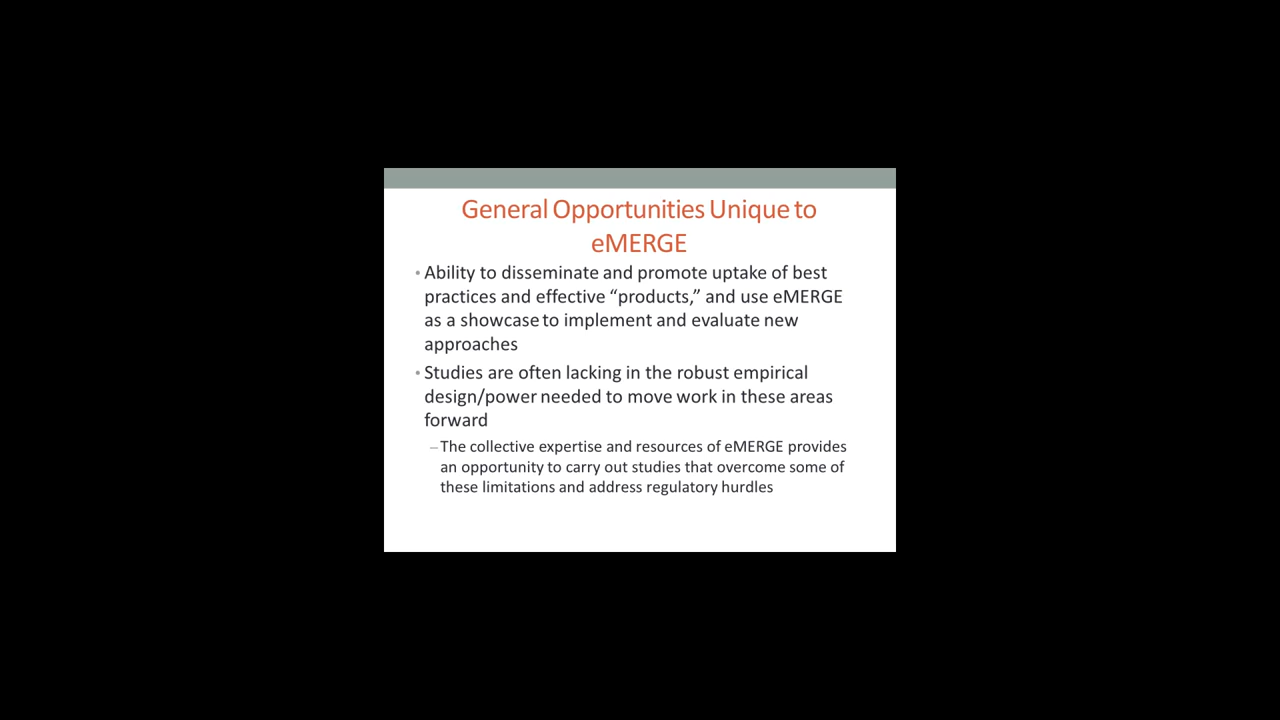 General Opportunities Unique to
eMERGE
• Ability to disseminate and promote uptake of best
practices and effective “products,” and use eMERGE
as a showcase to implement and evaluate new
approaches
• Studies are often lacking in the robust empirical
design/power needed to move work in these areas
forward
– The collective expertise and resources of eMERGE provides
an opportunity to carry out studies that overcome some of
these limitations and address regulatory hurdles